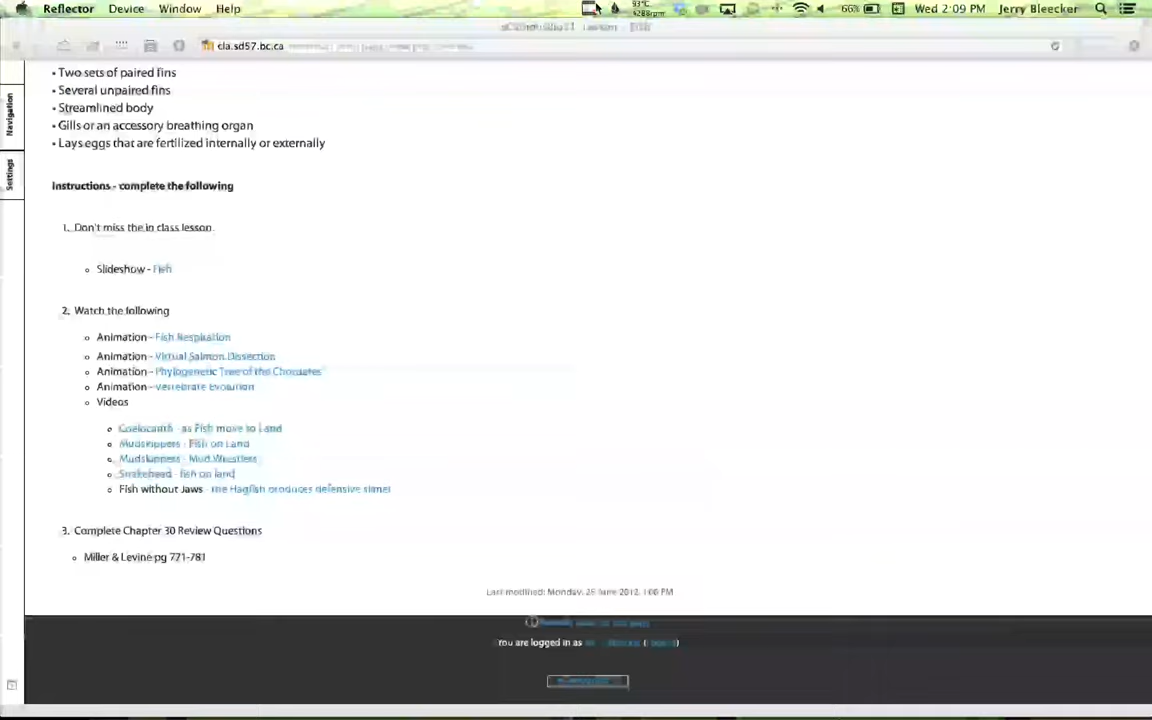 Reflector Device Window Help 93°C 4288rpm 66% Wed 2:09 PM Jerry Bleecker
cla.sd57.bc.ca
• Two sets of paired fins
• Several unpaired fins
• Streamlined body
• Gills or an accessory breathing organ
• Lays eggs that are fertilized internally or externally
Navigation
Settings
Instructions - complete the following
1. Don't miss the in class lesson.
Slideshow - Fish
2. Watch the following
Animation - Fish Respiration
Animation - Virtual Salmon Dissection
Animation - Phylogenetic Tree of the Chordates
Animation - Vertebrate Evolution
Videos
Coelocanth - as Fish move to Land
Mudskippers - Fish on Land
Mudskippers - Mud Wrestlers
Snakehead - fish on land
Fish without Jaws - the Hagfish produces defensive slime!
3. Complete Chapter 30 Review Questions
Miller & Levine pg 771-781
Last modified: Monday, 25 June 2012, 1:00 PM
You are logged in as